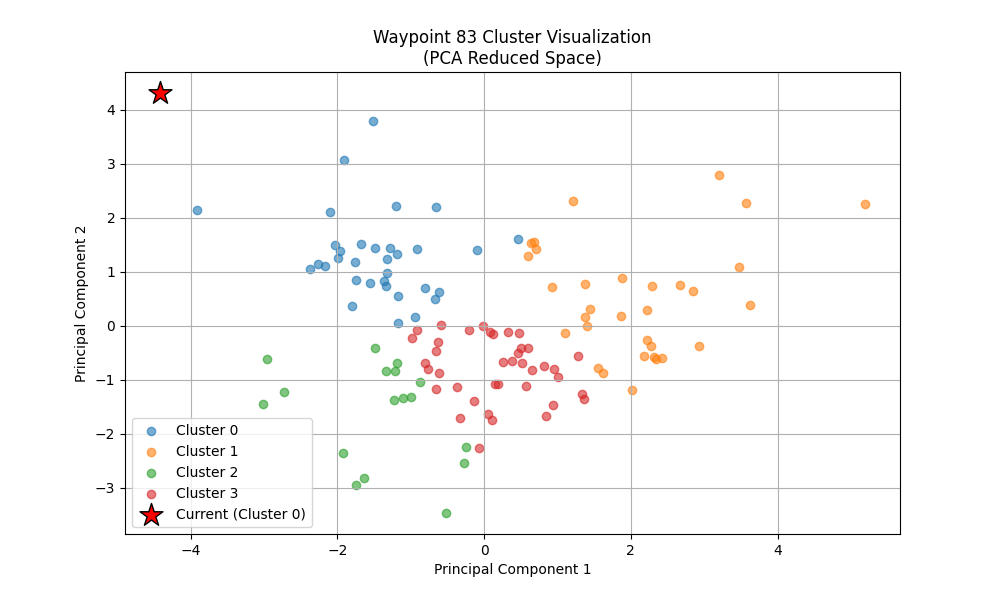 Waypoint 83 Cluster Visualization
(PCA Reduced Space)
Principal Component 2
4
3
2
1
0
−1
−2
−3
Cluster 0
Cluster 1
Cluster 2
Cluster 3
Current (Cluster 0)
−4
−2
0
2
4
Principal Component 1